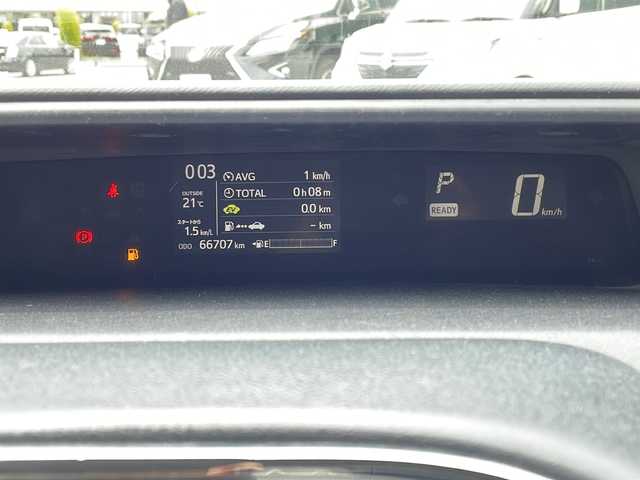 003
OUTSIDE
21℃
スタートから
1.5 km/L
ODO 66707 km
AVG 1 km/h
TOTAL 0h08m
EV 0.0 km
- km
E F
P
READY
0 km/h